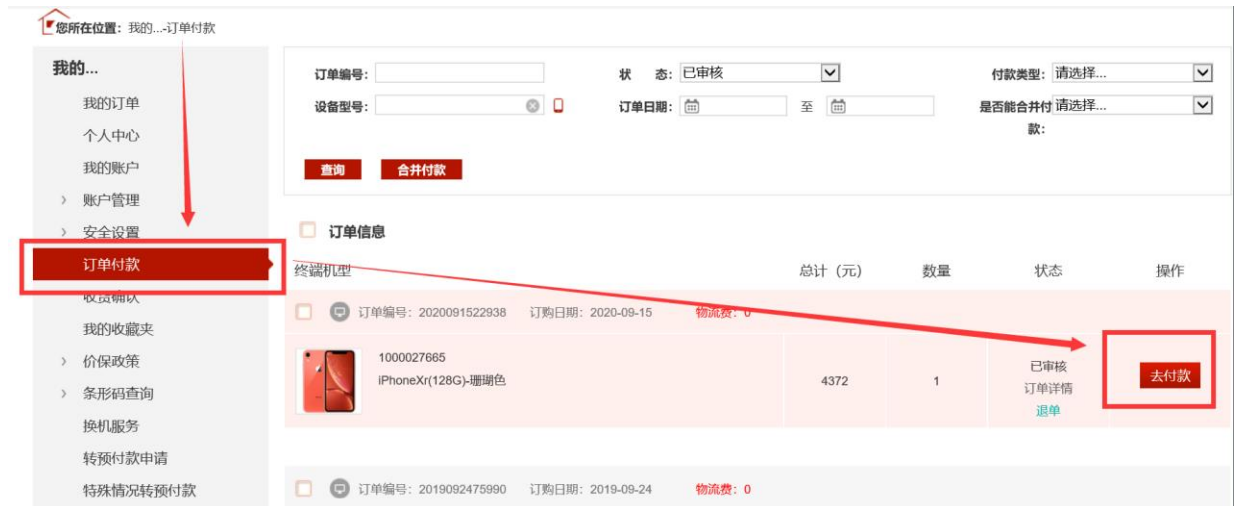 您所在位置：我的...-订单付款
我的...
我的订单
个人中心
我的账户
账户管理
安全设置
订单付款
收货确认
我的收藏夹
价保政策
条形码查询
换机服务
转预付款申请
特殊情况转预付款
订单编号：
状 态：已审核
付款类型：请选择...
设备型号：
订单日期：
至
是否能合并付款：请选择...
查询
合并付款
订单信息
终端机型 总计（元） 数量 状态 操作
订单编号：2020091522938 订购日期：2020-09-15 物流费：0
1000027665
iPhoneXr(128G)-珊瑚色
4372
1
已审核
订单详情
退单
去付款
订单编号：2019092475990 订购日期：2019-09-24 物流费：0